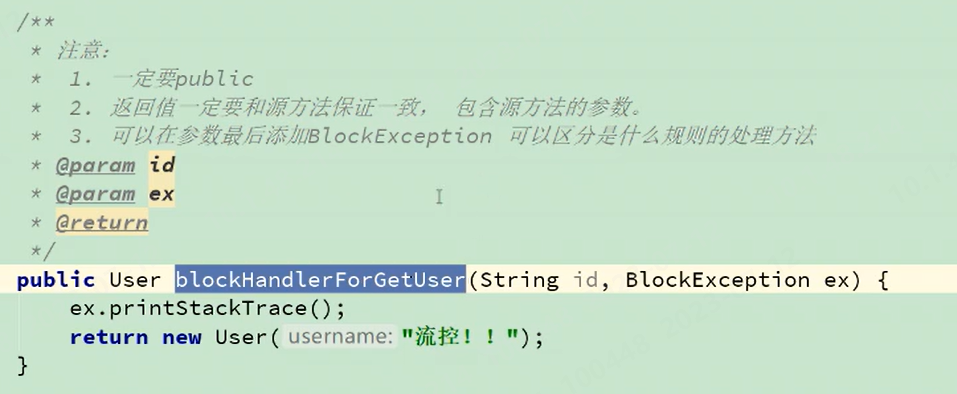 /**
* 注意:
* 1. 一定要public
* 2. 返回值一定要和源方法保证一致， 包含源方法的参数。
* 3. 可以在参数最后添加BlockException 可以区分是什么规则的处理方法
* @param id
* @param ex
* @return
*/
public User blockHandlerForGetUser(String id, BlockException ex) {
ex.printStackTrace();
return new User( username: "流控！！");
}